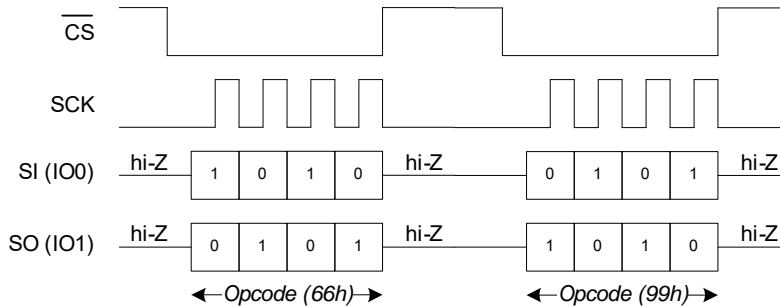 CS
SCK
SI (IO0) hi-Z 1 0 1 0 hi-Z 0 1 0 1 hi-Z
SO (IO1) hi-Z 0 1 0 1 hi-Z 1 0 1 0 hi-Z
Opcode (66h) Opcode (99h)